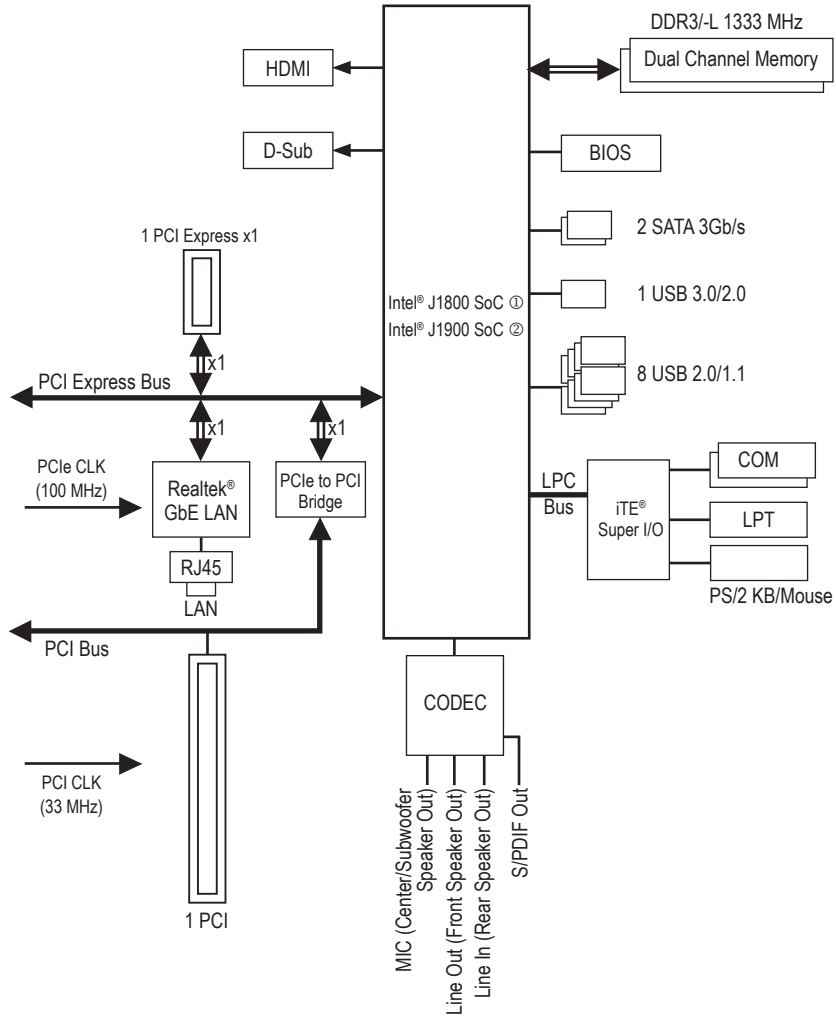 DDR3/-L 1333 MHz
Dual Channel Memory
HDMI
D-Sub
BIOS
2 SATA 3Gb/s
1 USB 3.0/2.0
8 USB 2.0/1.1
Intel® J1800 SoC ①
Intel® J1900 SoC ②
1 PCI Express x1
x1
PCI Express Bus
x1
x1
PCIe CLK
(100 MHz)
Realtek®
GbE LAN
PCIe to PCI
Bridge
RJ45
LAN
LPC
Bus
iTE®
Super I/O
COM
LPT
PS/2 KB/Mouse
PCI Bus
PCI CLK
(33 MHz)
1 PCI
CODEC
MIC (Center/Subwoofer
Speaker Out)
Line Out (Front Speaker Out)
Line In (Rear Speaker Out)
S/PDIF Out